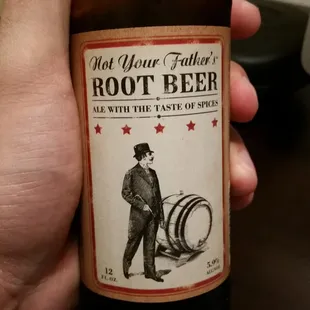 Not Your Father's
ROOT BEER
ALE WITH THE TASTE OF SPICES
12
FL. OZ.
5.9%